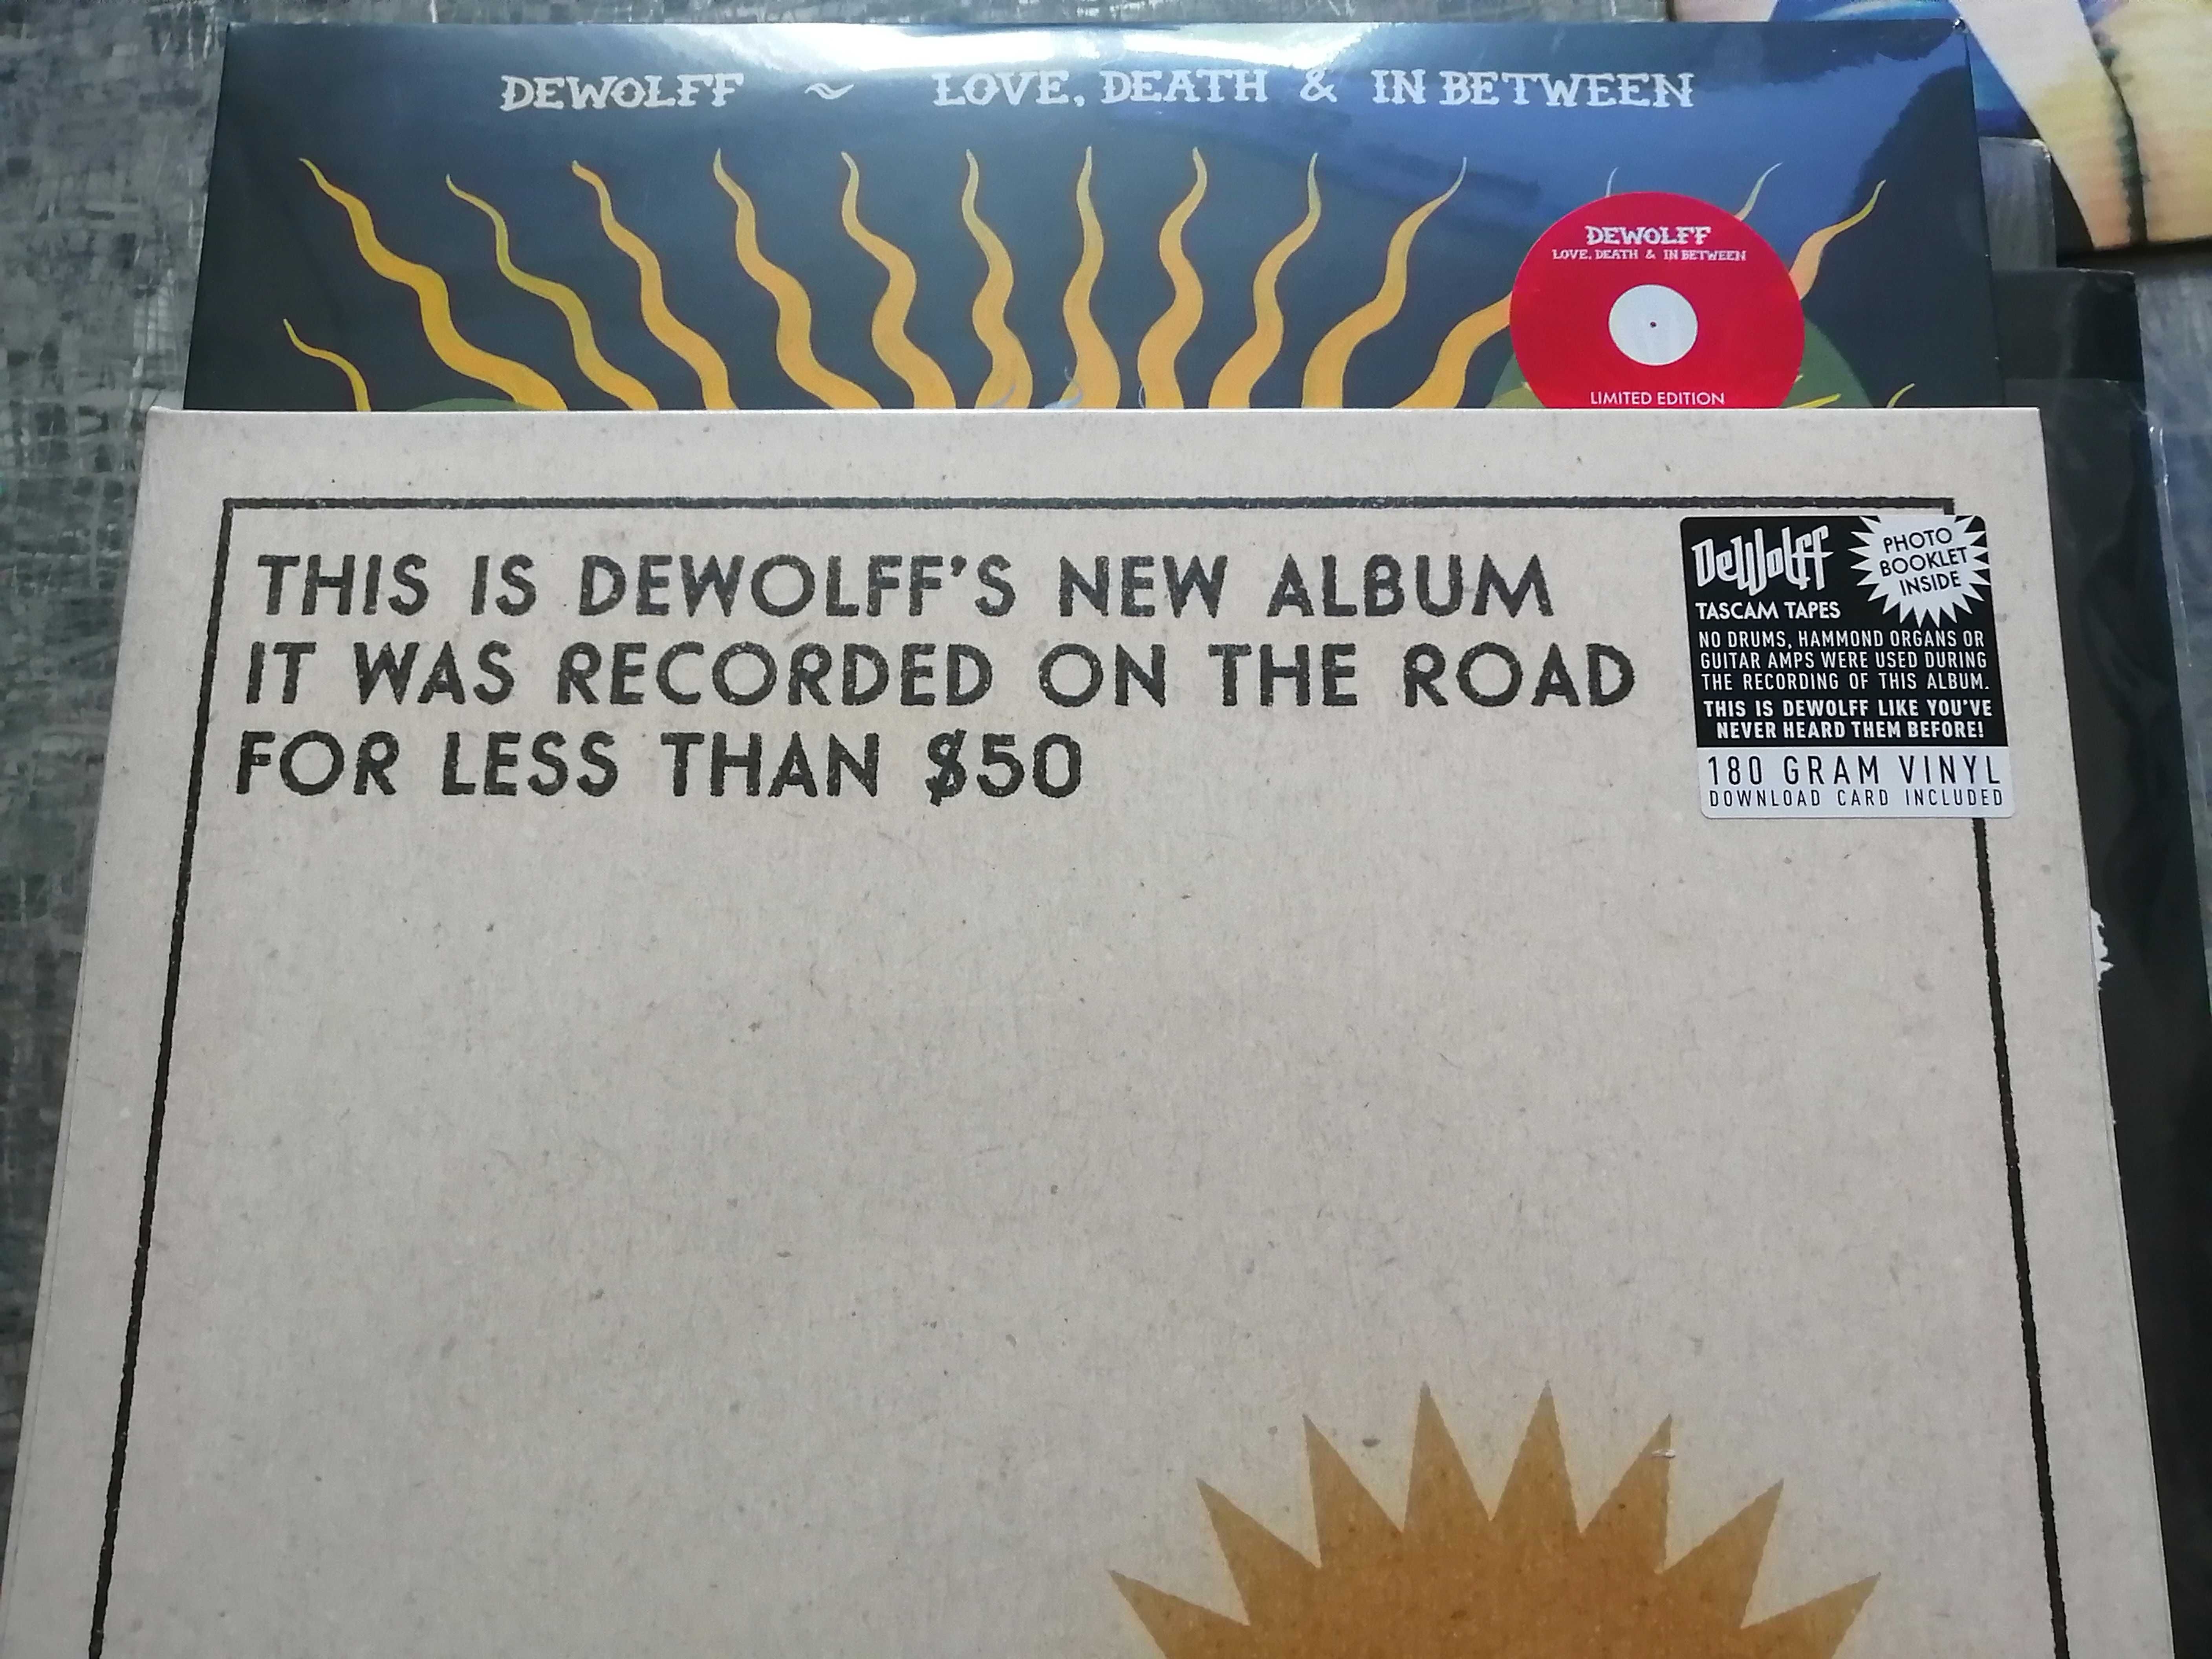 DEWOLFF ~ LOVE, DEATH & IN BETWEEN
DEWOLFF
LOVE, DEATH & IN BETWEEN
LIMITED EDITION
THIS IS DEWOLFF'S NEW ALBUM
IT WAS RECORDED ON THE ROAD
FOR LESS THAN $50
DeWolff
TASCAM TAPES
PHOTO
BOOKLET
INSIDE
NO DRUMS, HAMMOND ORGANS OR
GUITAR AMPS WERE USED DURING
THE RECORDING OF THIS ALBUM.
THIS IS DEWOLFF LIKE YOU'VE
NEVER HEARD THEM BEFORE!
180 GRAM VINYL
DOWNLOAD CARD INCLUDED